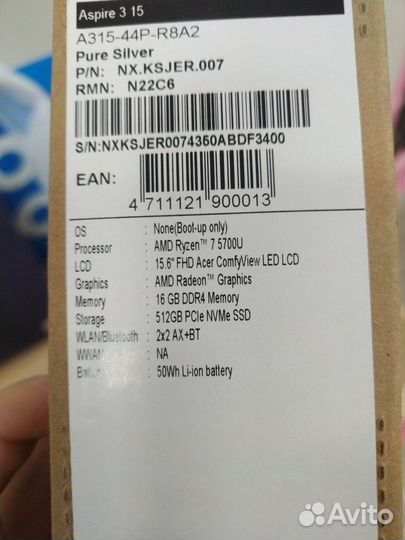 Aspire 3 15
A315-44P-R8A2
Pure Silver
P/N: NX.KSJER.007
RMN: N22C6
S/N:NXKSJER0074350ABDF3400
EAN:
4 711121 900013
OS : None(Boot-up only)
Processor : AMD Ryzen™ 7 5700U
LCD : 15.6" FHD Acer ComfyView LED LCD
Graphics : AMD Radeon™ Graphics
Memory : 16 GB DDR4 Memory
Storage : 512GB PCIe NVMe SSD
WLAN/Bluetooth : 2x2 AX+BT
WWAN : NA
Battery : 50Wh Li-ion battery
Avito